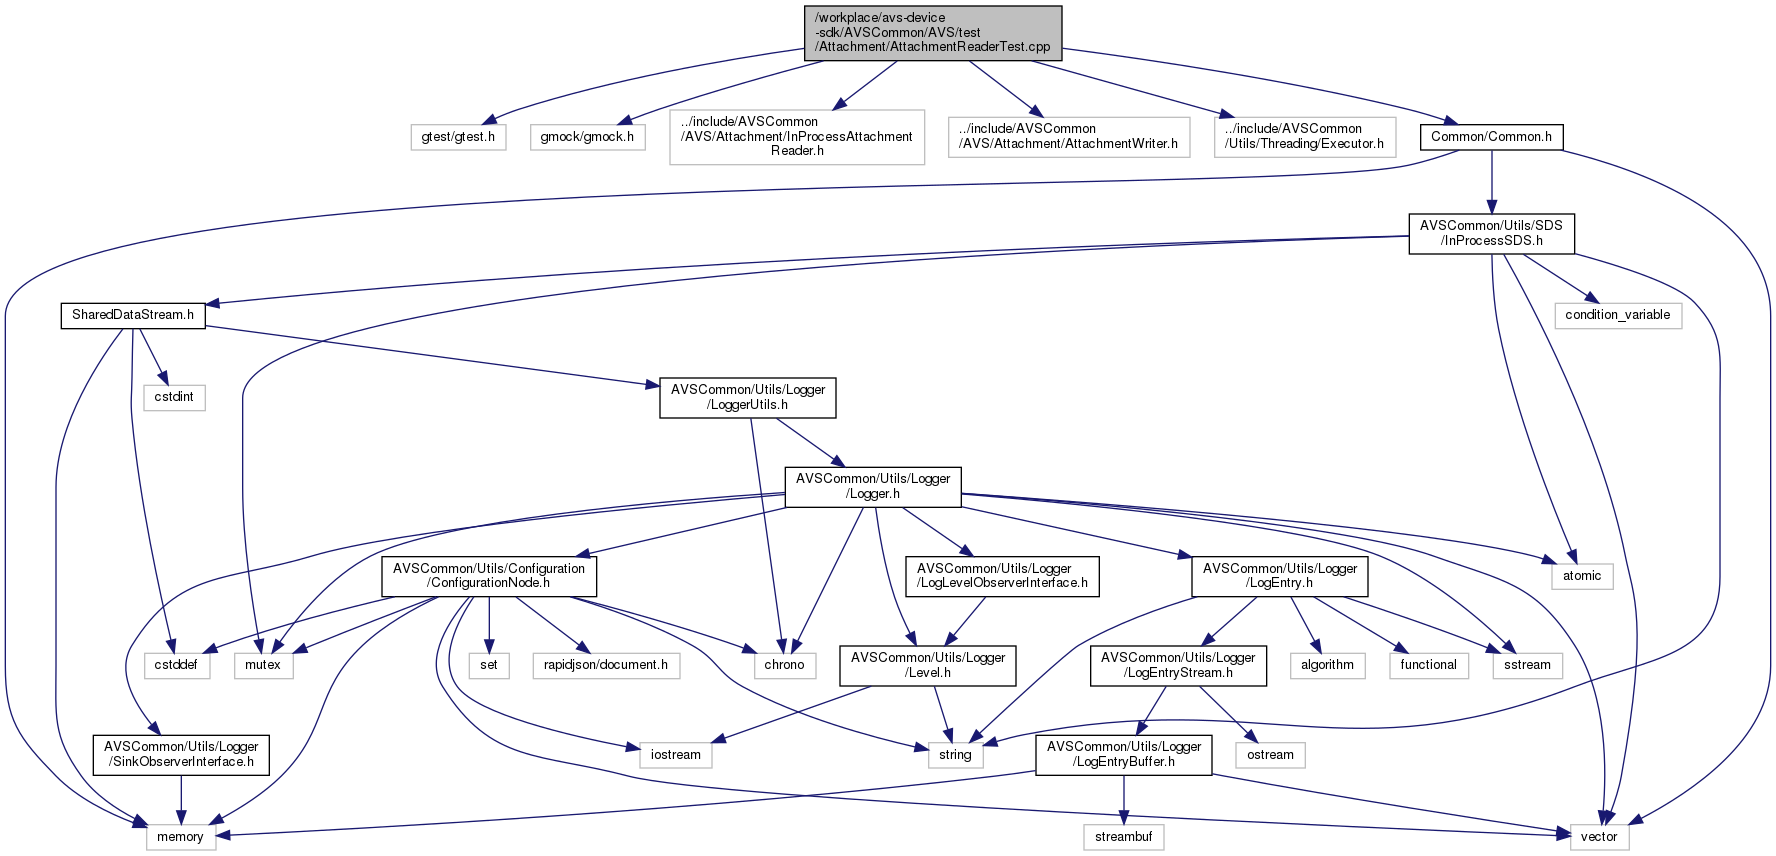 /workplace/avs-device
-sdk/AVSCommon/AVS/test
/Attachment/AttachmentReaderTest.cpp
gtest/gtest.h
gmock/gmock.h
../include/AVSCommon
/AVS/Attachment/InProcessAttachment
Reader.h
../include/AVSCommon
/AVS/Attachment/AttachmentWriter.h
../include/AVSCommon
/Utils/Threading/Executor.h
Common/Common.h
AVSCommon/Utils/SDS
/InProcessSDS.h
SharedDataStream.h
condition_variable
cstdint
AVSCommon/Utils/Logger
/LoggerUtils.h
AVSCommon/Utils/Logger
/Logger.h
AVSCommon/Utils/Configuration
/ConfigurationNode.h
AVSCommon/Utils/Logger
/LogLevelObserverInterface.h
AVSCommon/Utils/Logger
/LogEntry.h
atomic
cstddef
mutex
set
rapidjson/document.h
chrono
AVSCommon/Utils/Logger
/Level.h
AVSCommon/Utils/Logger
/LogEntryStream.h
algorithm
functional
sstream
AVSCommon/Utils/Logger
/SinkObserverInterface.h
iostream
string
AVSCommon/Utils/Logger
/LogEntryBuffer.h
ostream
memory
streambuf
vector